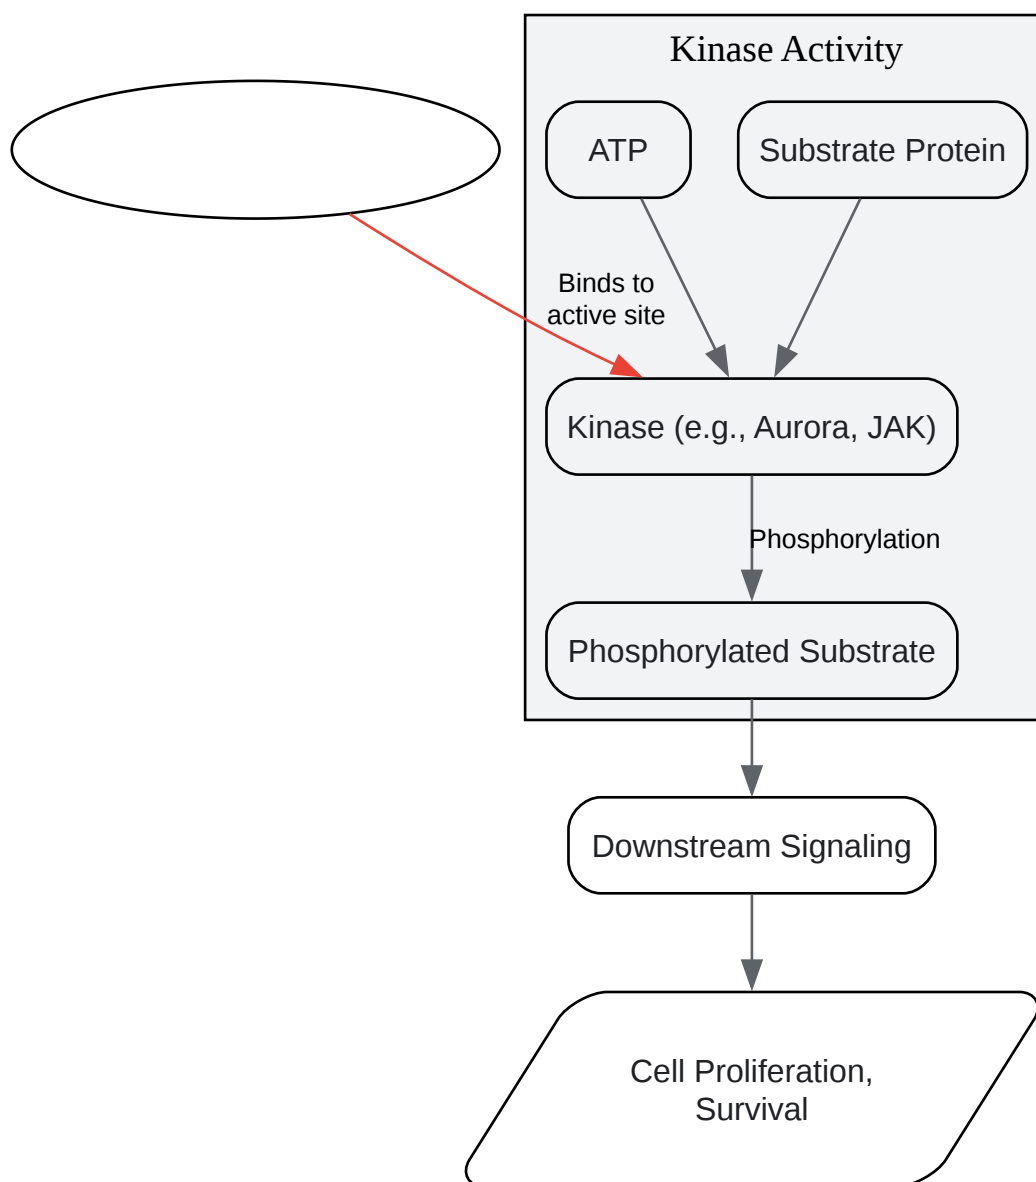 Kinase Activity
ATP
Substrate Protein
Binds to
active site
Kinase (e.g., Aurora, JAK)
Phosphorylation
Phosphorylated Substrate
Downstream Signaling
Cell Proliferation,
Survival